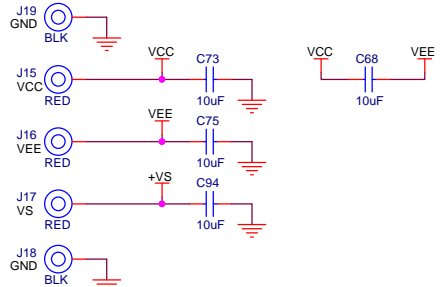 J19
GND
BLK
J15
VCC
RED
VCC
C73
10uF
VCC
C68
10uF
VEE
J16
VEE
RED
VEE
C75
10uF
J17
VS
RED
+VS
C94
10uF
J18
GND
BLK